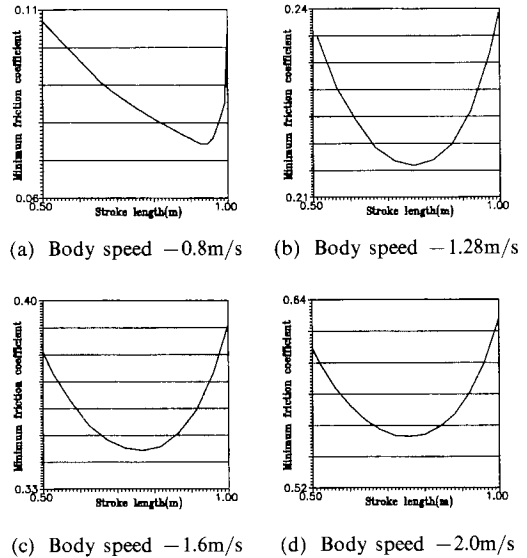 0.11
Minimum friction coefficient
0.06
0.50
Stroke length(m)
1.00
(a) Body speed −0.8m/s
0.24
Minimum friction coefficient
0.21
0.50
Stroke length(m)
1.00
(b) Body speed −1.28m/s
0.40
Minimum friction coefficient
0.33
0.50
Stroke length(m)
1.00
(c) Body speed −1.6m/s
0.64
Minimum friction coefficient
0.52
0.50
Stroke length(m)
1.00
(d) Body speed −2.0m/s